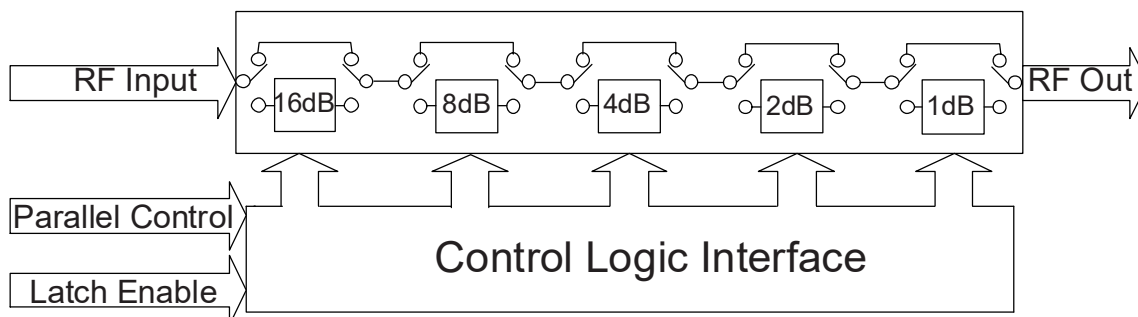 RF Input
16dB
8dB
4dB
2dB
1dB
RF Out
Parallel Control
Latch Enable
Control Logic Interface